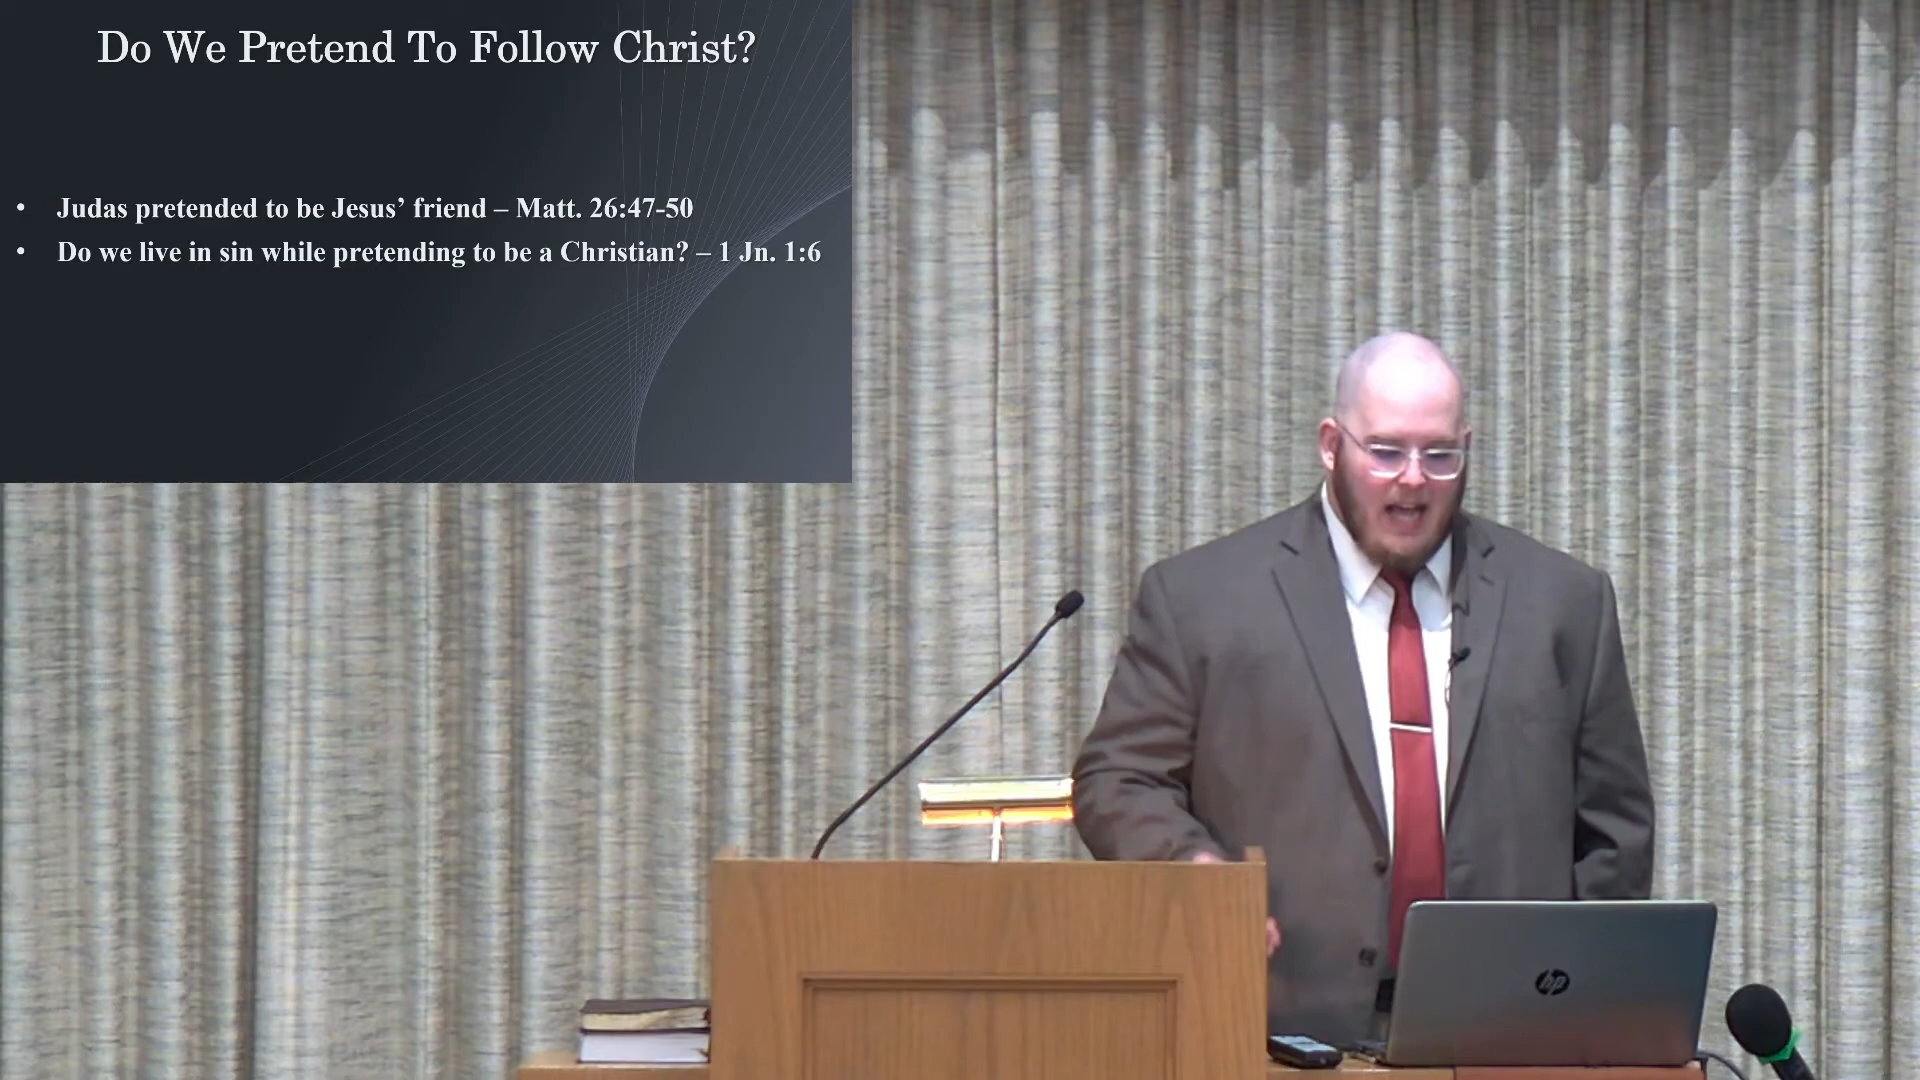 Do We Pretend To Follow Christ?
• Judas pretended to be Jesus’ friend – Matt. 26:47-50
• Do we live in sin while pretending to be a Christian? – 1 Jn. 1:6
hp